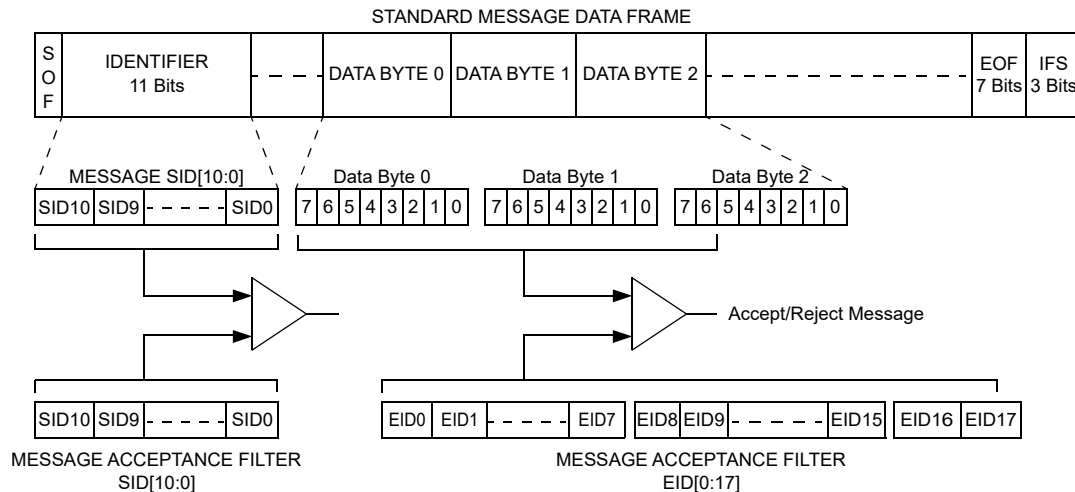 STANDARD MESSAGE DATA FRAME
S
O
F
IDENTIFIER
11 Bits
DATA BYTE 0
DATA BYTE 1
DATA BYTE 2
EOF
7 Bits
IFS
3 Bits
MESSAGE SID[10:0]
Data Byte 0
Data Byte 1
Data Byte 2
SID10 SID9 SID0
7 6 5 4 3 2 1 0
7 6 5 4 3 2 1 0
7 6 5 4 3 2 1 0
Accept/Reject Message
SID10 SID9 SID0
EID0 EID1 EID7
EID8 EID9 EID15
EID16 EID17
MESSAGE ACCEPTANCE FILTER
SID[10:0]
MESSAGE ACCEPTANCE FILTER
EID[0:17]